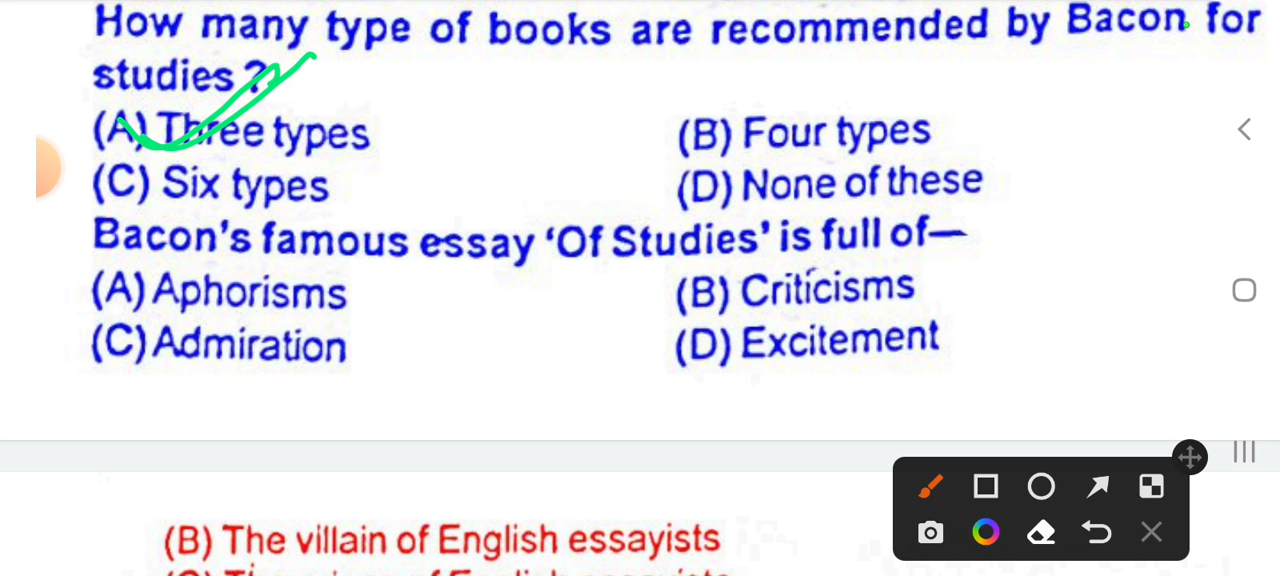 How many type of books are recommended by Bacon for
studies ?
(A) Three types (B) Four types
(C) Six types (D) None of these
Bacon's famous essay 'Of Studies' is full of—
(A) Aphorisms (B) Criticisms
(C) Admiration (D) Excitement
(B) The villain of English essayists